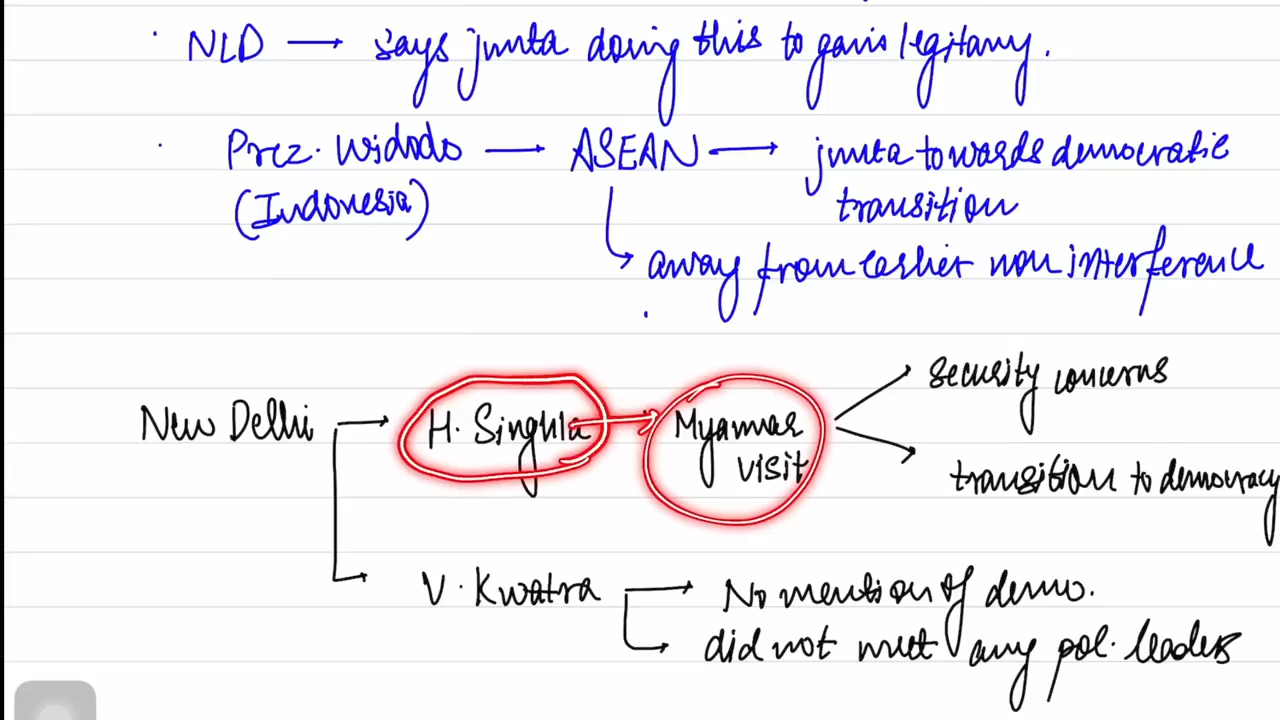 · NLD → says junta doing this to gain legitamy.
· Prez. Widodo → ASEAN → junta towards democratic
(Indonesia) transition
↳ away from earlier non interference
security concerns
New Delhi → H. Singhla → Myanmar
visit
transition to democracy
V. Kwatra → No mention of demo.
→ did not meet any pol. leaders